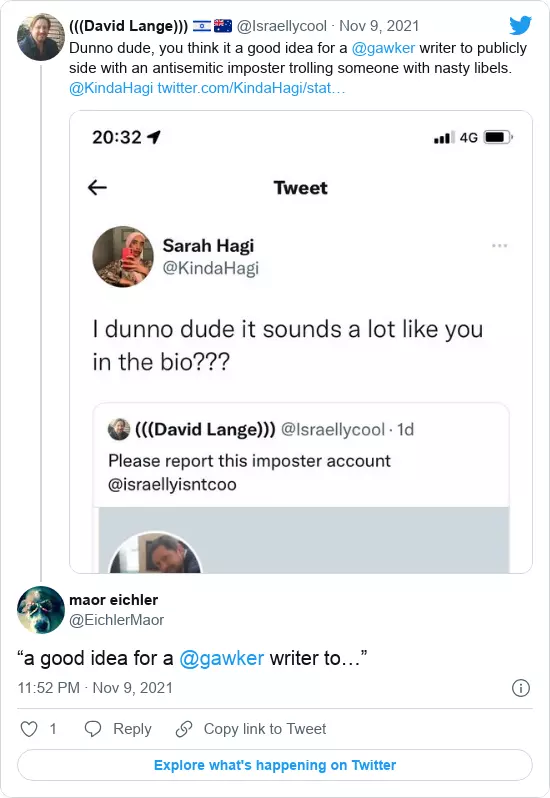 (((David Lange))) 🇮🇱 🇦🇺 @Israellycool · Nov 9, 2021
Dunno dude, you think it a good idea for a @gawker writer to publicly
side with an antisemitic imposter trolling someone with nasty libels.
@KindaHagi twitter.com/KindaHagi/stat…
20:32 4G
Tweet
Sarah Hagi
@KindaHagi
I dunno dude it sounds a lot like you
in the bio???
(((David Lange))) @Israellycool · 1d
Please report this imposter account
@israellyisntcoo
maor eichler
@EichlerMaor
“a good idea for a @gawker writer to…”
11:52 PM · Nov 9, 2021
1 Reply Copy link to Tweet
Explore what's happening on Twitter